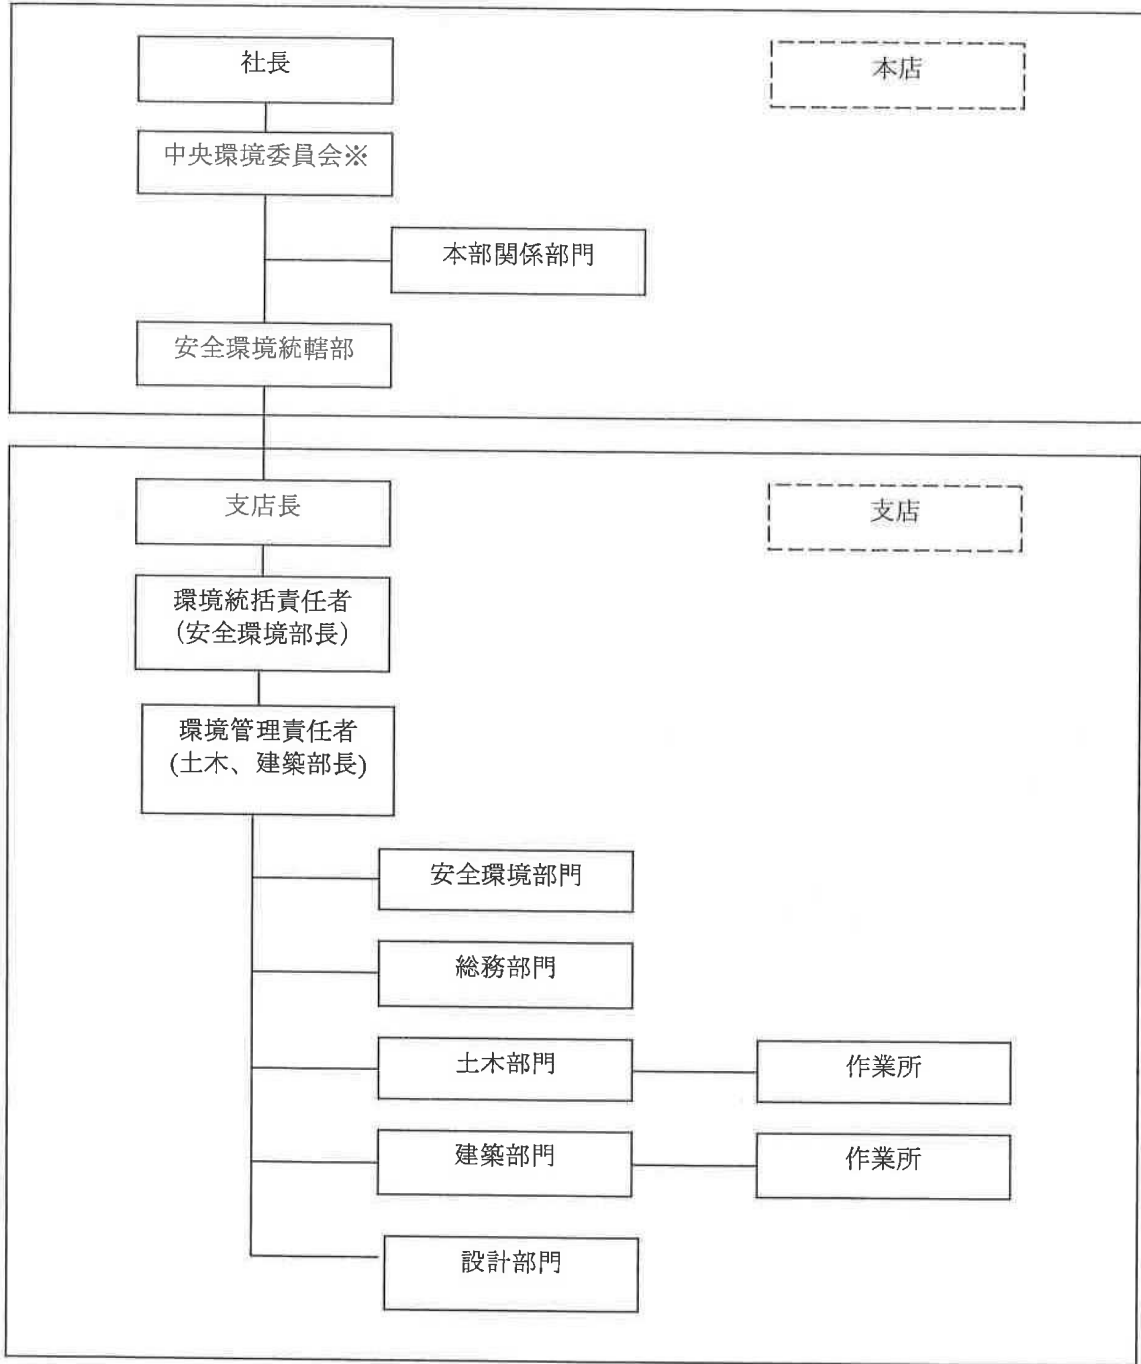 社長
本店
中央環境委員会※
本部関係部門
安全環境統轄部
支店長
支店
環境統括責任者
(安全環境部長)
環境管理責任者
(土木、建築部長)
安全環境部門
総務部門
土木部門
作業所
建築部門
作業所
設計部門